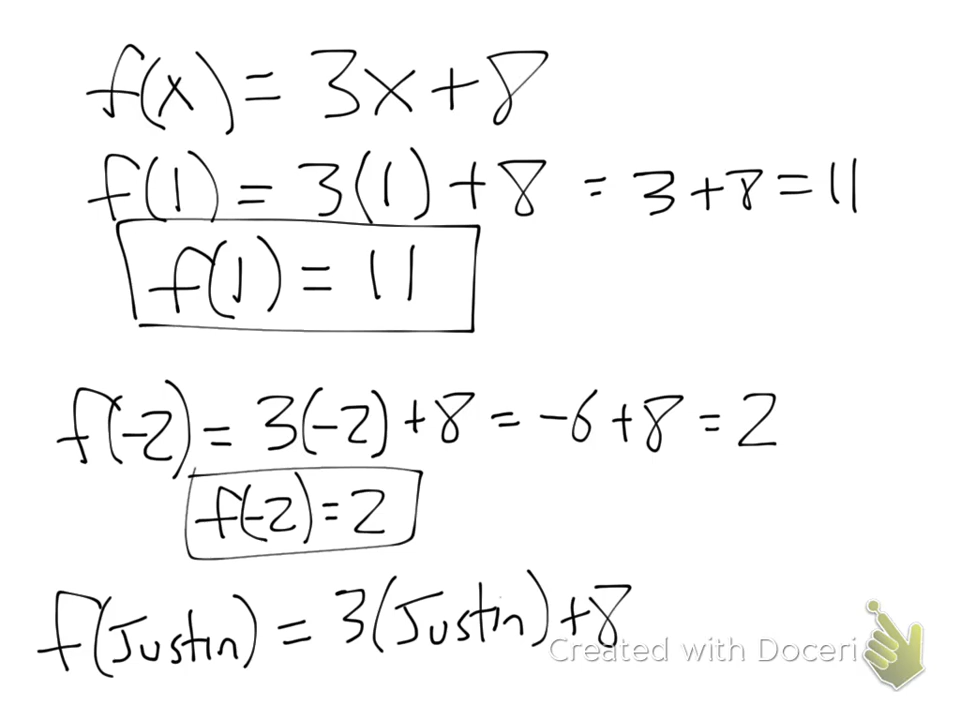 f(x) = 3x+8
f(1) = 3(1)+8 = 3+8=11
f(1) = 11
f(-2) = 3(-2)+8 = -6+8 = 2
f(-2)=2
f(Justin) = 3(Justin)+8
Created with Doceri